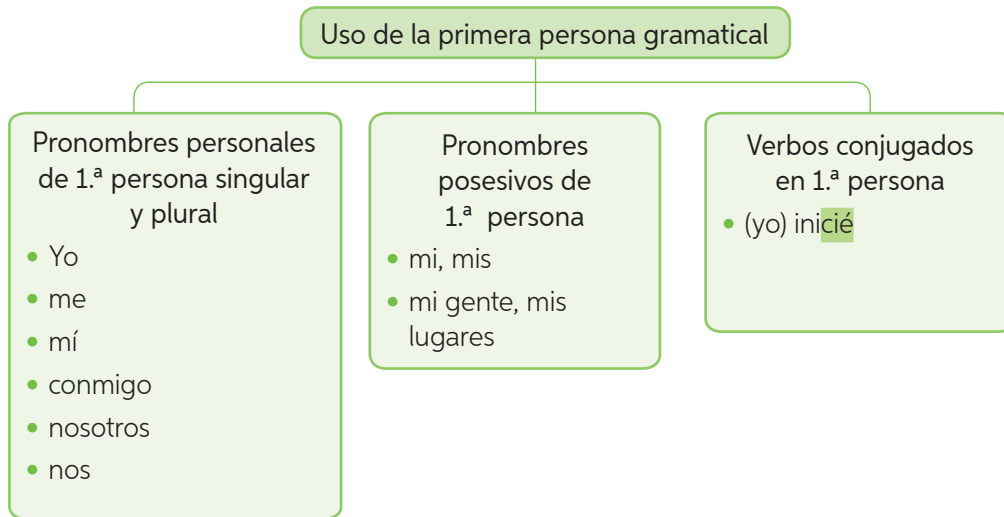 Uso de la primera persona gramatical
Pronombres personales
de 1.ª persona singular
y plural
• Yo
• me
• mí
• conmigo
• nosotros
• nos
Pronombres
posesivos de
1.ª persona
• mi, mis
• mi gente, mis
lugares
Verbos conjugados
en 1.ª persona
• (yo) inicié